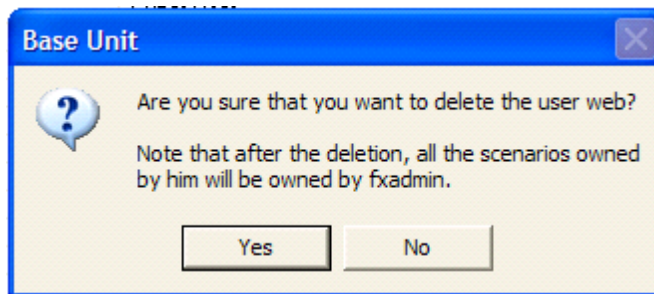 Base Unit
Are you sure that you want to delete the user web?
Note that after the deletion, all the scenarios owned
by him will be owned by fxadmin.
Yes
No